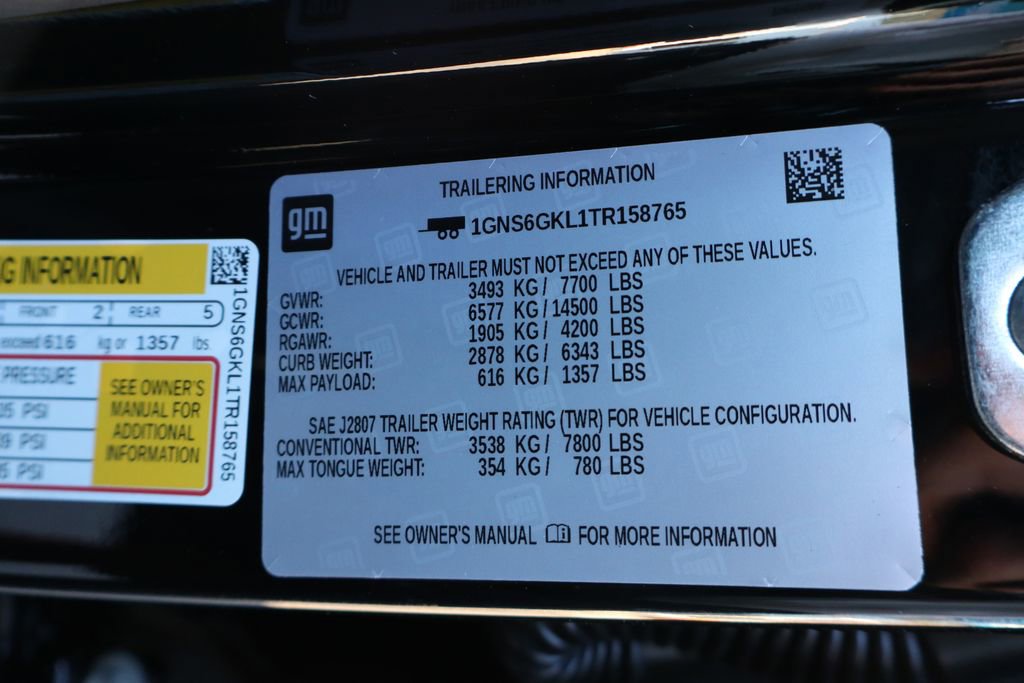 G INFORMATION
FRONT 2 REAR 5
exceed 616 kg or 1357 lbs.
PRESSURE
PSI
PSI
PSI
SEE OWNER'S
MANUAL FOR
ADDITIONAL
INFORMATION
1GNS6GKL1TR158765
gm
TRAILERING INFORMATION
1GNS6GKL1TR158765
VEHICLE AND TRAILER MUST NOT EXCEED ANY OF THESE VALUES.
GVWR: 3493 KG/ 7700 LBS
GCWR: 6577 KG/14500 LBS
RGAWR: 1905 KG/ 4200 LBS
CURB WEIGHT: 2878 KG/ 6343 LBS
MAX PAYLOAD: 616 KG/ 1357 LBS
SAE J2807 TRAILER WEIGHT RATING (TWR) FOR VEHICLE CONFIGURATION.
CONVENTIONAL TWR: 3538 KG/ 7800 LBS
MAX TONGUE WEIGHT: 354 KG/ 780 LBS
SEE OWNER'S MANUAL FOR MORE INFORMATION